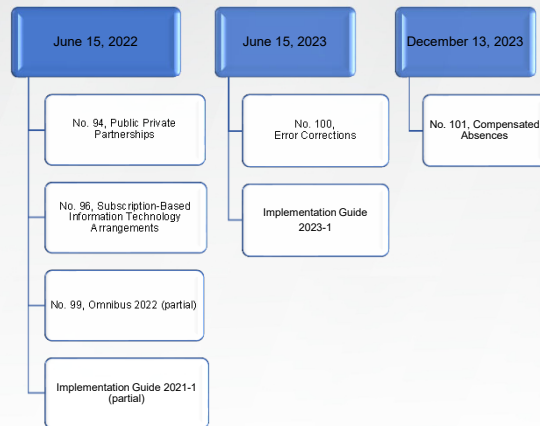 June 15, 2022
No. 94, Public Private
Partnerships
No. 96, Subscription-Based
Information Technology
Arrangements
No. 99, Omnibus 2022 (partial)
Implementation Guide 2021-1
(partial)
June 15, 2023
No. 100,
Error Corrections
Implementation Guide
2023-1
December 13, 2023
No. 101, Compensated
Absences